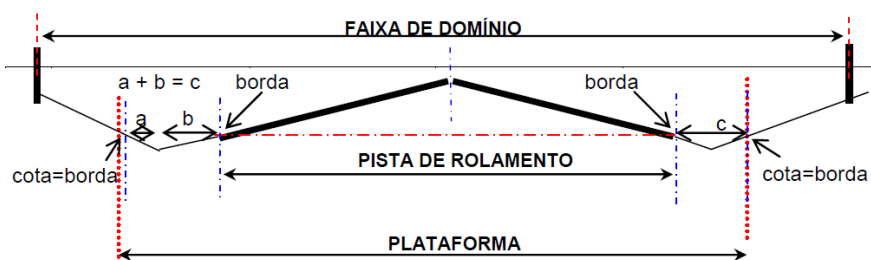 FAIXA DE DOMÍNIO
a + b = c
borda
borda
a
b
c
cota=borda
PISTA DE ROLAMENTO
cota=borda
PLATAFORMA